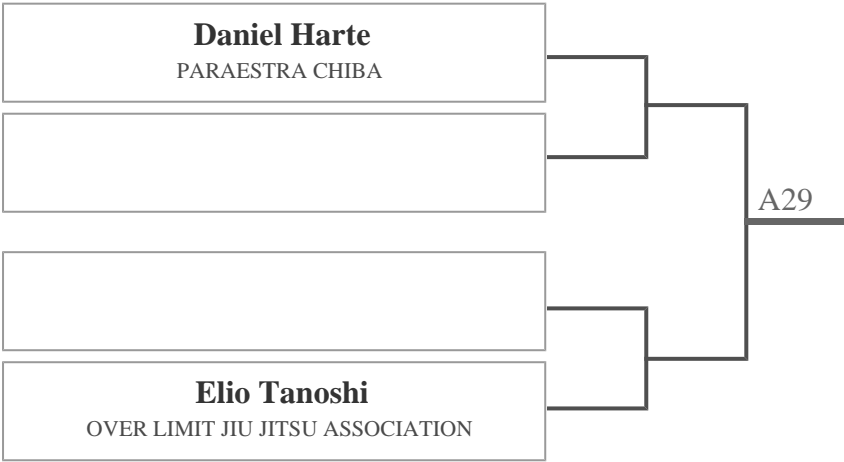 Daniel Harte
PARAESTRA CHIBA
A29
Elio Tanoshi
OVER LIMIT JIU JITSU ASSOCIATION